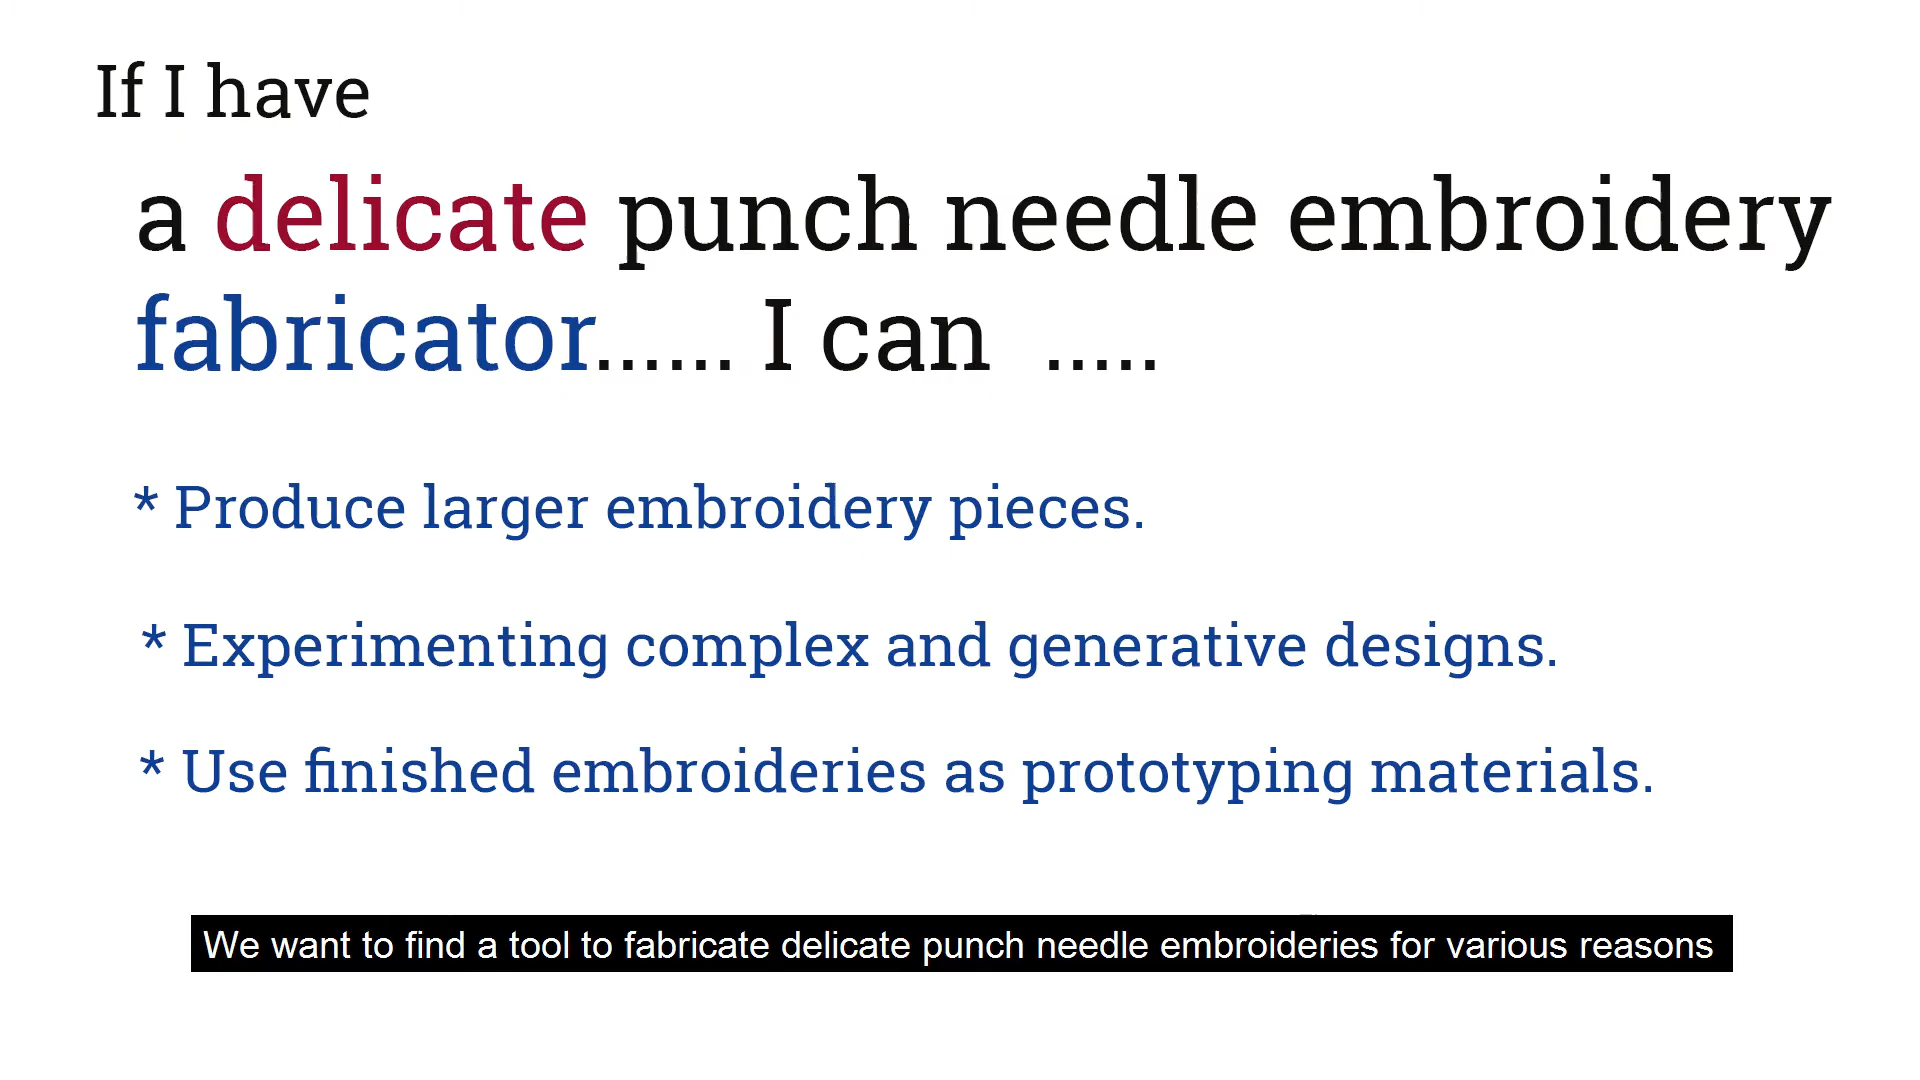 If I have
a delicate punch needle embroidery
fabricator...... I can .....
* Produce larger embroidery pieces.
* Experimenting complex and generative designs.
* Use finished embroideries as prototyping materials.
We want to find a tool to fabricate delicate punch needle embroideries for various reasons